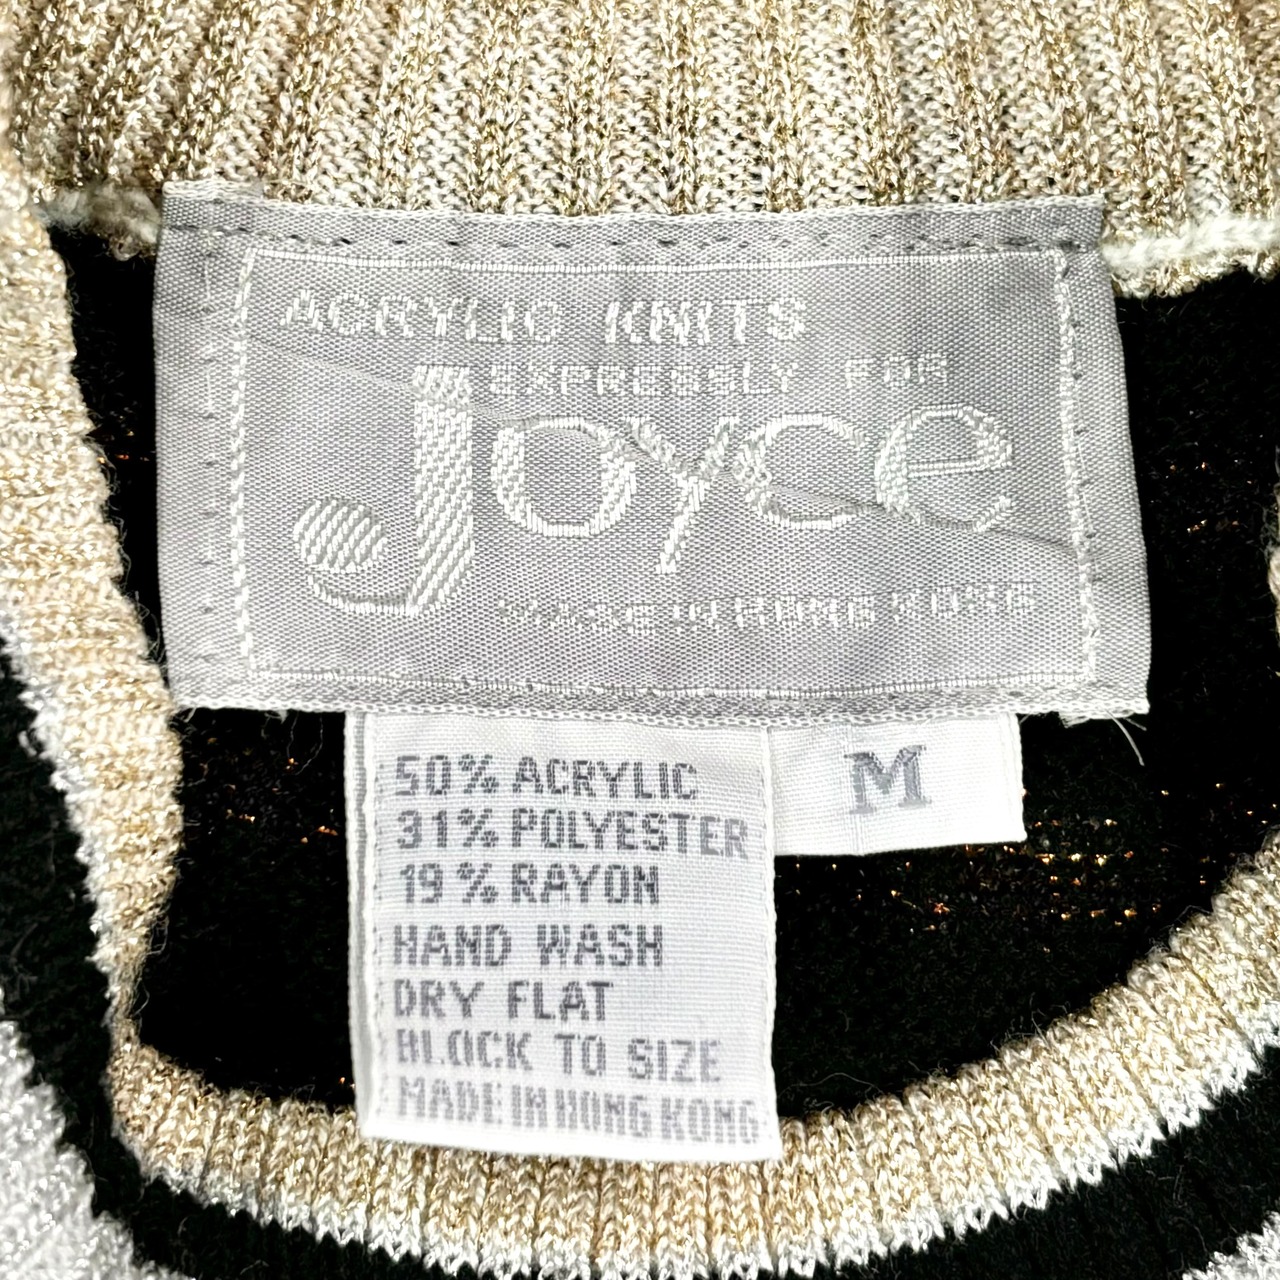 ACRYLIC KNITS
EXPRESSLY FOR
Joyce
MADE IN HONG KONG
50% ACRYLIC
31% POLYESTER
19% RAYON
HAND WASH
DRY FLAT
BLOCK TO SIZE
MADE IN HONG KONG
M